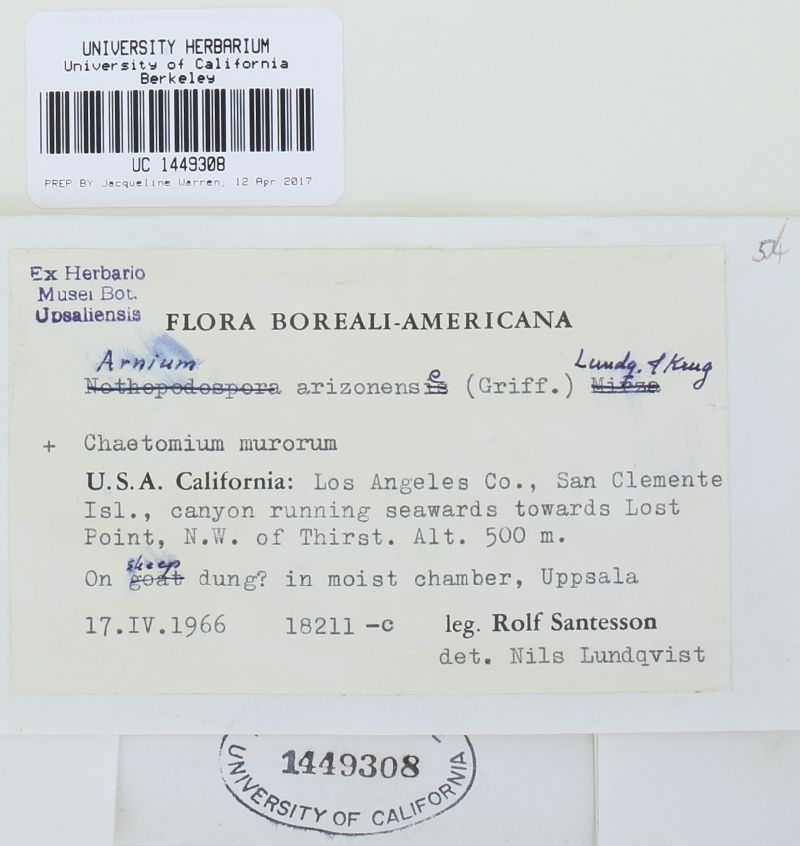 UNIVERSITY HERBARIUM
University of California
Berkeley
UC 1449308
PREP BY: Jacqueline Warren, 12 Apr 2017
54
Ex Herbario
Musei Bot.
Upsaliensis
FLORA BOREALI-AMERICANA
Arnium Lundq. & Krug
Nothopodospora arizonensis e (Griff.)
+ Chaetomium murorum
U.S.A. California: Los Angeles Co., San Clemente
Isl., canyon running seawards towards Lost
Point, N.W. of Thirst. Alt. 500 m.
sheep
On goat dung? in moist chamber, Uppsala
17.IV.1966 18211 -c leg. Rolf Santesson
det. Nils Lundqvist
1449308
UNIVERSITY OF CALIFORNIA